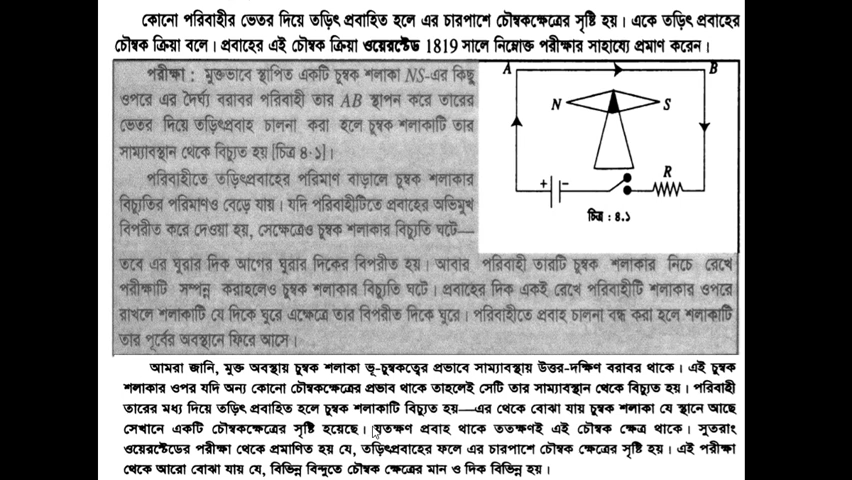 কোনো পরিবাহীর ভেতর দিয়ে তড়িৎ প্রবাহিত হলে এর চারপাশে চৌম্বকক্ষেত্রের সৃষ্টি হয়। একে তড়িৎ প্রবাহের
চৌম্বক ক্রিয়া বলে। প্রবাহের এই চৌম্বক ক্রিয়া ওয়েরস্টেড 1819 সালে নিম্নোক্ত পরীক্ষার সাহায্যে প্রমাণ করেন।
পরীক্ষা : মুক্তভাবে স্থাপিত একটি চুম্বক শলাকা NS-এর কিছু
ওপরে এর দৈর্ঘ্য বরাবর পরিবাহী তার AB স্থাপন করে তারের
ভেতর দিয়ে তড়িৎপ্রবাহ চালনা করা হলে চুম্বক শলাকাটি তার
সাম্যাবস্থান থেকে বিচ্যুত হয় [চিত্র ৪·১]।
পরিবাহীতে তড়িৎপ্রবাহের পরিমাণ বাড়ালে চুম্বক শলাকার
বিচ্যুতির পরিমাণও বেড়ে যায়। যদি পরিবাহীটিতে প্রবাহের অভিমুখ
বিপরীত করে দেওয়া হয়, সেক্ষেত্রেও চুম্বক শলাকার বিচ্যুতি ঘটে—
A B
N S
+ − R
চিত্র : ৪.১
তবে এর ঘুরার দিক আগের ঘুরার দিকের বিপরীত হয়। আবার পরিবাহী তারটি চুম্বক শলাকার নিচে রেখে
পরীক্ষাটি সম্পন্ন করাহলেও চুম্বক শলাকার বিচ্যুতি ঘটে। প্রবাহের দিক একই রেখে পরিবাহীটি শলাকার ওপরে
রাখলে শলাকাটি যে দিকে ঘুরে এক্ষেত্রে তার বিপরীত দিকে ঘুরে। পরিবাহীতে প্রবাহ চালনা বন্ধ করা হলে শলাকাটি
তার পূর্বের অবস্থানে ফিরে আসে।
আমরা জানি, মুক্ত অবস্থায় চুম্বক শলাকা ভূ-চুম্বকত্বের প্রভাবে সাম্যাবস্থায় উত্তর-দক্ষিণ বরাবর থাকে। এই চুম্বক
শলাকার ওপর যদি অন্য কোনো চৌম্বকক্ষেত্রের প্রভাব থাকে তাহলেই সেটি তার সাম্যাবস্থান থেকে বিচ্যুত হয়। পরিবাহী
তারের মধ্য দিয়ে তড়িৎ প্রবাহিত হলে চুম্বক শলাকাটি বিচ্যুত হয়—এর থেকে বোঝা যায় চুম্বক শলাকা যে স্থানে আছে
সেখানে একটি চৌম্বকক্ষেত্রের সৃষ্টি হয়েছে। যতক্ষণ প্রবাহ থাকে ততক্ষণই এই চৌম্বক ক্ষেত্র থাকে। সুতরাং
ওয়েরস্টেডের পরীক্ষা থেকে প্রমাণিত হয় যে, তড়িৎপ্রবাহের ফলে এর চারপাশে চৌম্বক ক্ষেত্রের সৃষ্টি হয়। এই পরীক্ষা
থেকে আরো বোঝা যায় যে, বিভিন্ন বিন্দুতে চৌম্বক ক্ষেত্রের মান ও দিক বিভিন্ন হয়।